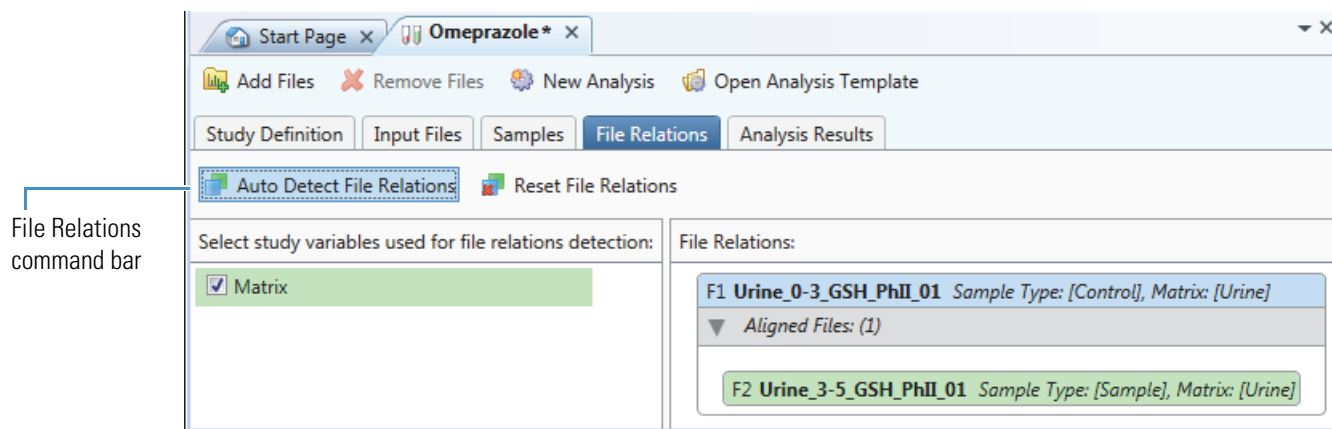 Start Page Omeprazole*
Add Files Remove Files New Analysis Open Analysis Template
Study Definition Input Files Samples File Relations Analysis Results
Auto Detect File Relations Reset File Relations
File Relations
command bar
Select study variables used for file relations detection: File Relations:
Matrix
F1 Urine_0-3_GSH_PhII_01 Sample Type: [Control], Matrix: [Urine]
Aligned Files: (1)
F2 Urine_3-5_GSH_PhII_01 Sample Type: [Sample], Matrix: [Urine]